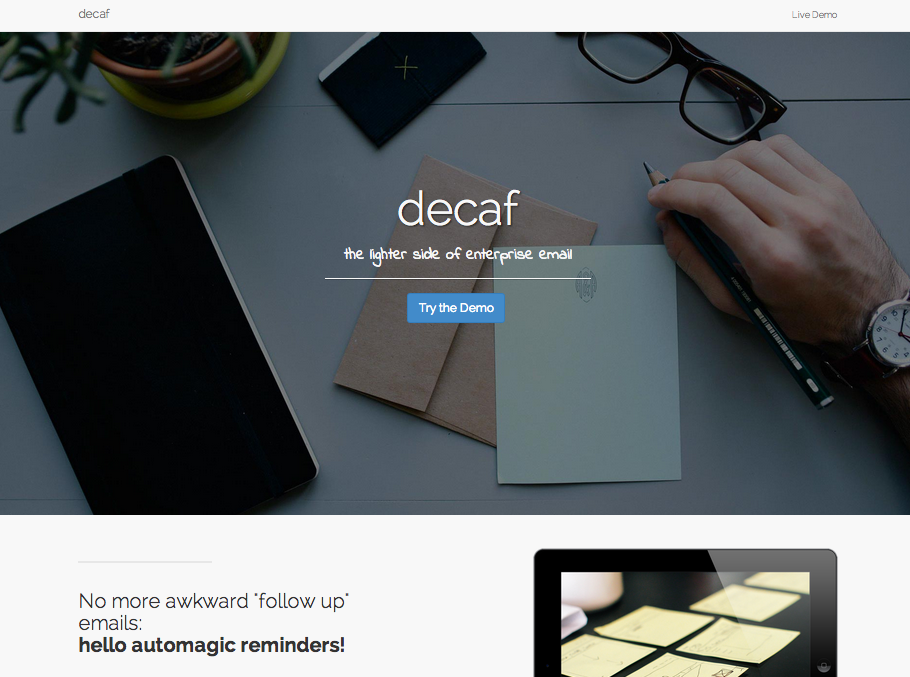 decaf
Live Demo
decaf
the lighter side of enterprise email
Try the Demo
No more awkward "follow up"
emails:
hello automagic reminders!